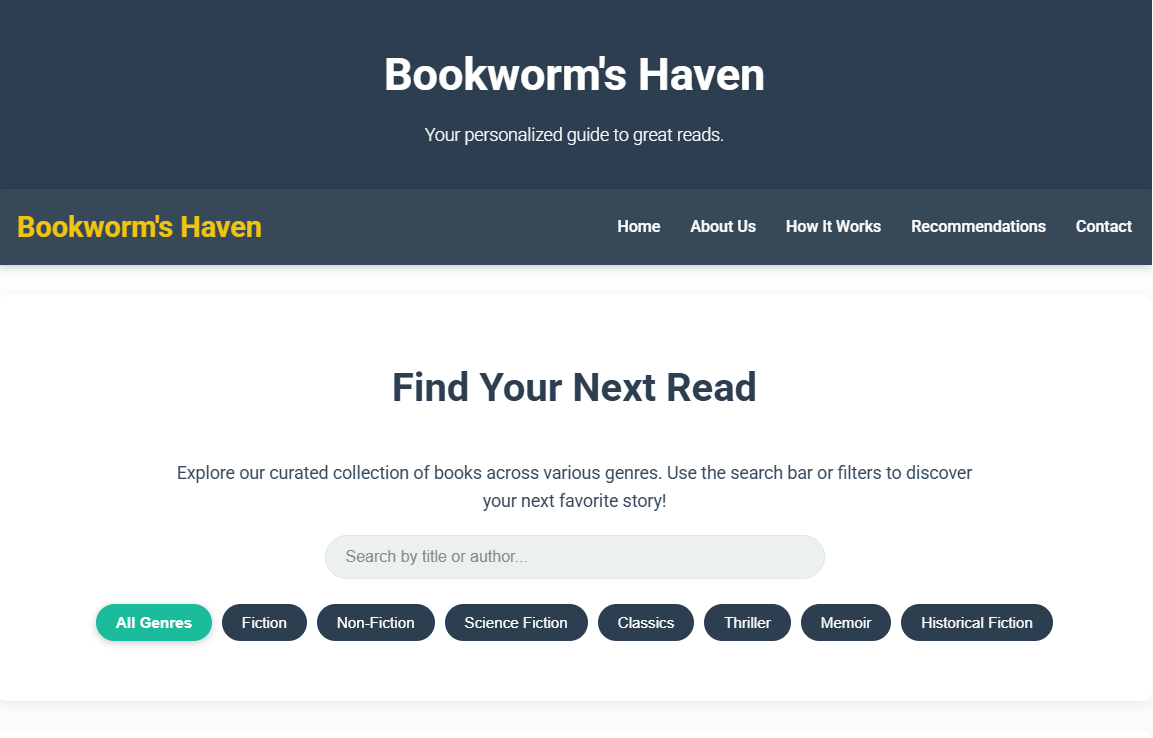 Bookworm's Haven
Your personalized guide to great reads.
Bookworm's Haven
Home About Us How It Works Recommendations Contact
Find Your Next Read
Explore our curated collection of books across various genres. Use the search bar or filters to discover
your next favorite story!
Search by title or author...
All Genres Fiction Non-Fiction Science Fiction Classics Thriller Memoir Historical Fiction